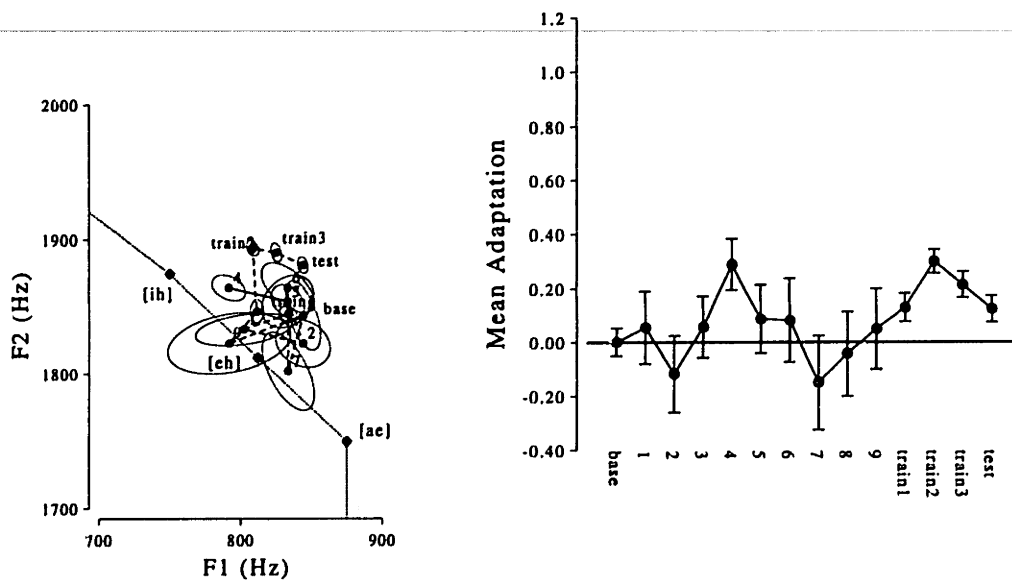 2000
1900
1800
1700
F2 (Hz)
700
800
900
F1 (Hz)
[ih]
[eh]
[ae]
train3
test
base
4
2
7
1.2
1.0
0.80
0.60
0.40
0.20
0.00
-0.20
-0.40
Mean Adaptation
base
1
2
3
4
5
6
7
8
9
train1
train2
train3
test